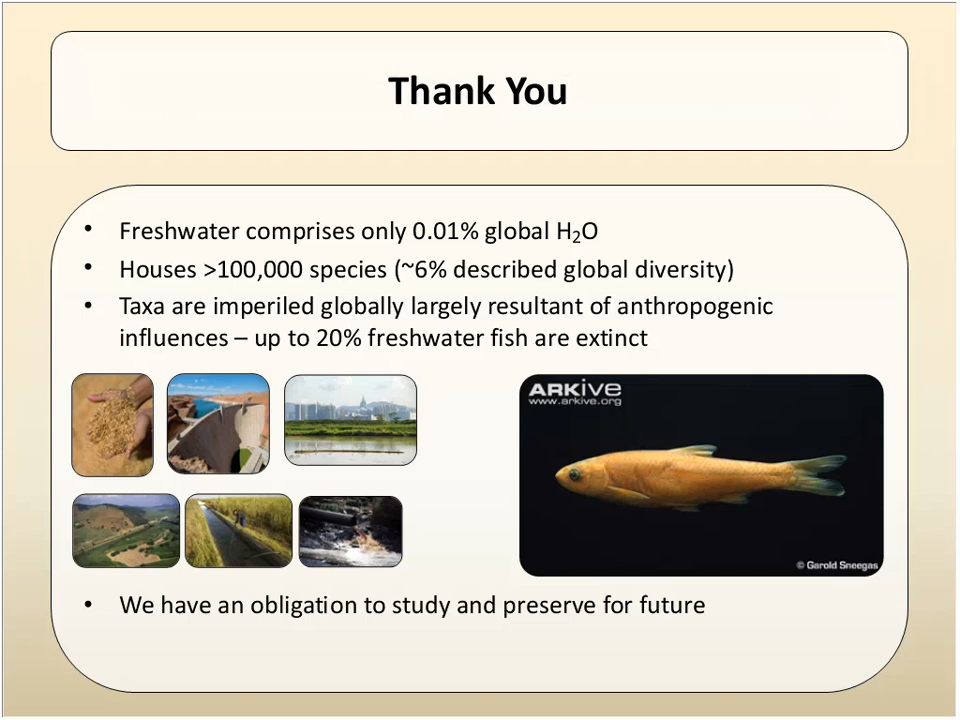 Thank You
• Freshwater comprises only 0.01% global H₂O
• Houses >100,000 species (~6% described global diversity)
• Taxa are imperiled globally largely resultant of anthropogenic
influences – up to 20% freshwater fish are extinct
ARKive
www.arkive.org
© Garold Sneegas
• We have an obligation to study and preserve for future